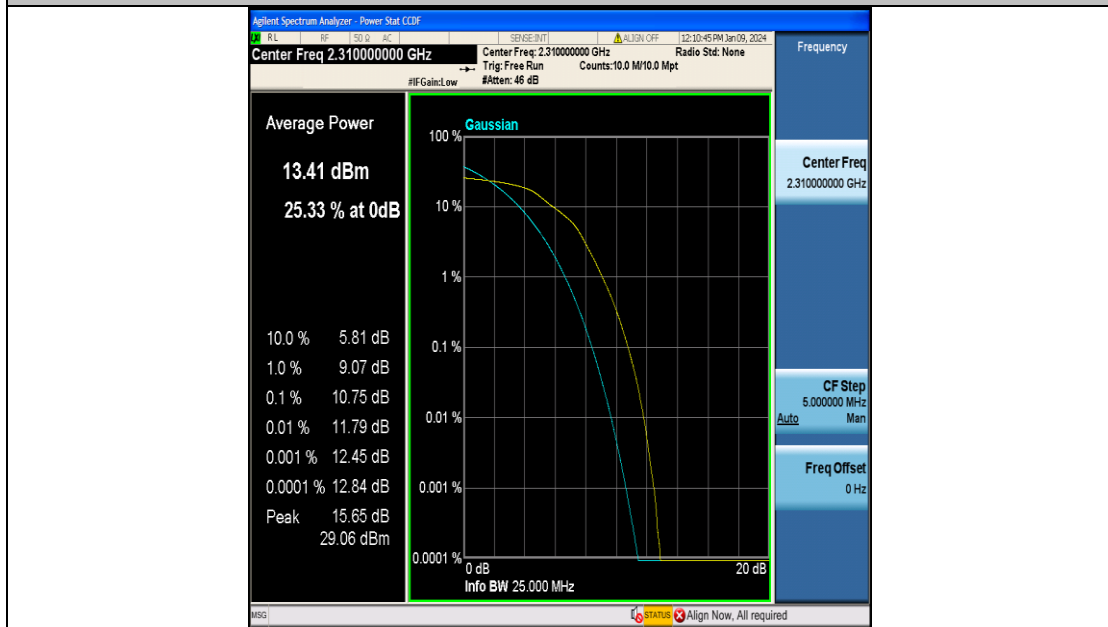 Agilent Spectrum Analyzer - Power Stat CCDF
LXI RL RF 50 Ω AC SENSE:INT ALIGN OFF 12:10:45 PM Jan 09, 2024
Center Freq 2.310000000 GHz
Center Freq: 2.310000000 GHz Radio Std: None
Trig: Free Run Counts:10.0 M/10.0 Mpt
#IFGain:Low #Atten: 46 dB
Average Power
13.41 dBm
25.33 % at 0dB
10.0 % 5.81 dB
1.0 % 9.07 dB
0.1 % 10.75 dB
0.01 % 11.79 dB
0.001 % 12.45 dB
0.0001 % 12.84 dB
Peak 15.65 dB
29.06 dBm
Gaussian
100 %
10 %
1 %
0.1 %
0.01 %
0.001 %
0.0001 %
0 dB 20 dB
Info BW 25.000 MHz
Frequency
Center Freq
2.310000000 GHz
CF Step
5.000000 MHz
Auto Man
Freq Offset
0 Hz
MSG STATUS Align Now, All required